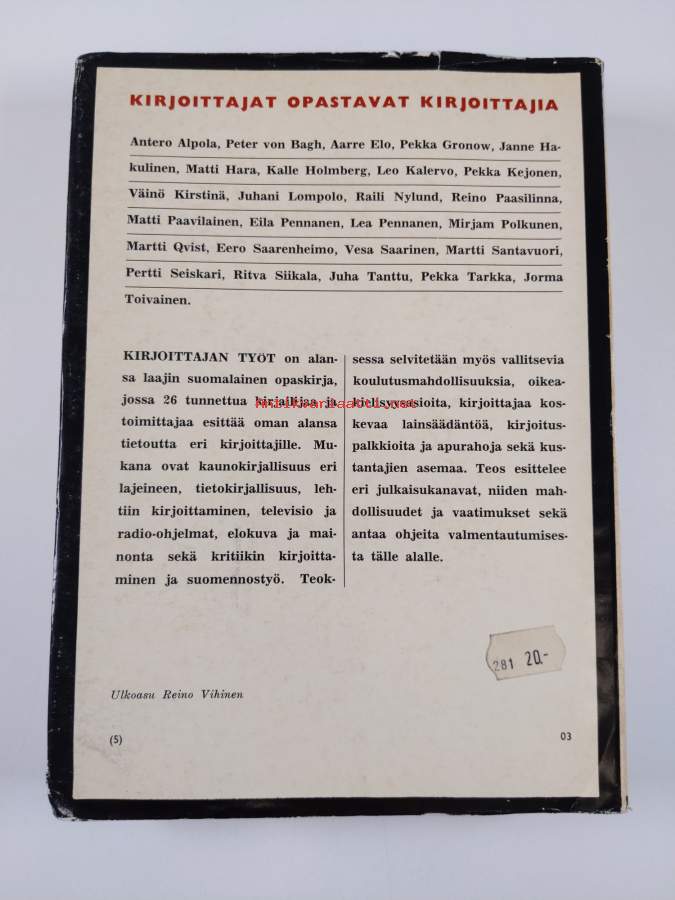 KIRJOITTAJAT OPASTAVAT KIRJOITTAJIA
Antero Alpola, Peter von Bagh, Aarre Elo, Pekka Gronow, Janne Ha-
kulinen, Matti Hara, Kalle Holmberg, Leo Kalervo, Pekka Kejonen,
Väinö Kirstinä, Juhani Lompolo, Raili Nylund, Reino Paasilinna,
Matti Paavilainen, Eila Pennanen, Lea Pennanen, Mirjam Polkunen,
Martti Qvist, Eero Saarenheimo, Vesa Saarinen, Martti Santavuori,
Pertti Seiskari, Ritva Siikala, Juha Tanttu, Pekka Tarkka, Jorma
Toivainen.
KIRJOITTAJAN TYÖT on alan-
sa laajin suomalainen opaskirja,
jossa 26 tunnettua kirjailijaa ja
toimittajaa esittää oman alansa
tietoutta eri kirjoittajille. Mu-
kana ovat kaunokirjallisuus eri
lajeineen, tietokirjallisuus, leh-
tiin kirjoittaminen, televisio ja
radio-ohjelmat, elokuva ja mai-
nonta sekä kritiikin kirjoitta-
minen ja suomennostyö. Teok-
sessa selvitetään myös vallitsevia
koulutusmahdollisuuksia, oikea-
kielisyysasioita, kirjoittajaa kos-
kevaa lainsäädäntöä, kirjoitus-
palkkioita ja apurahoja sekä kus-
tantajien asemaa. Teos esittelee
eri julkaisukanavat, niiden mah-
dollisuudet ja vaatimukset sekä
antaa ohjeita valmentautumises-
ta tälle alalle.
281 20.-
Ulkoasu Reino Vihinen
(5)
03